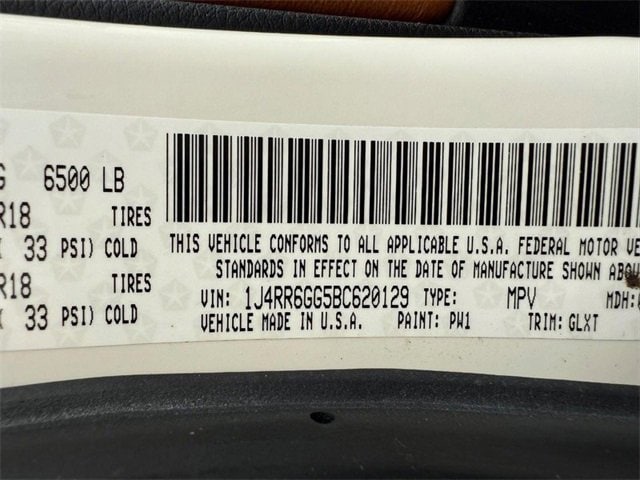 G 6500 LB
R18 TIRES
33 PSI) COLD
R18 TIRES
33 PSI) COLD
THIS VEHICLE CONFORMS TO ALL APPLICABLE U.S.A. FEDERAL MOTOR VE
STANDARDS IN EFFECT ON THE DATE OF MANUFACTURE SHOWN ABOV
VIN: 1J4RR6GG5BC620129 TYPE: MPV MDH:
VEHICLE MADE IN U.S.A. PAINT: PW1 TRIM: GLXT